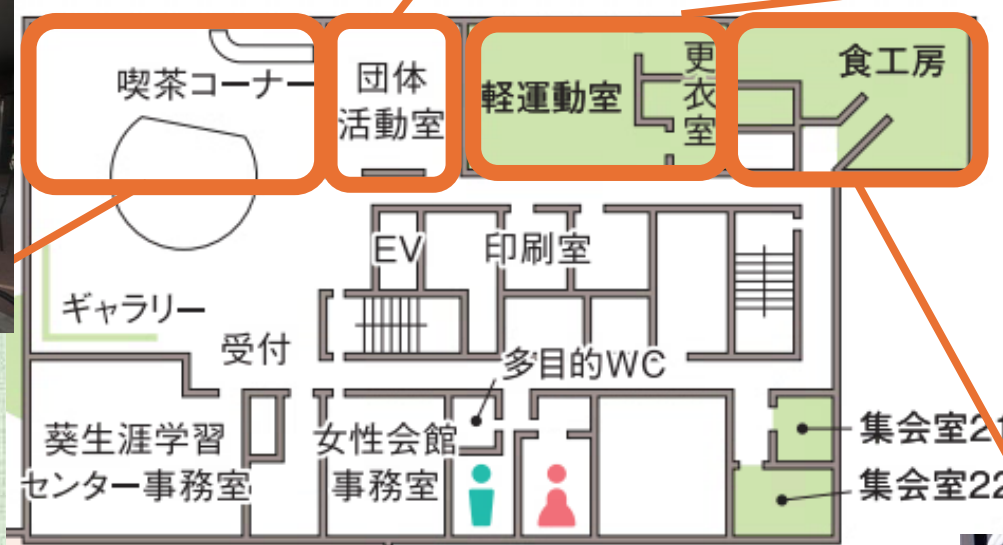 喫茶コーナー
団体
活動室
軽運動室
更
衣
室
食工房
EV
印刷室
ギャラリー
受付
多目的WC
葵生涯学習
センター事務室
女性会館
事務室
集会室21
集会室22